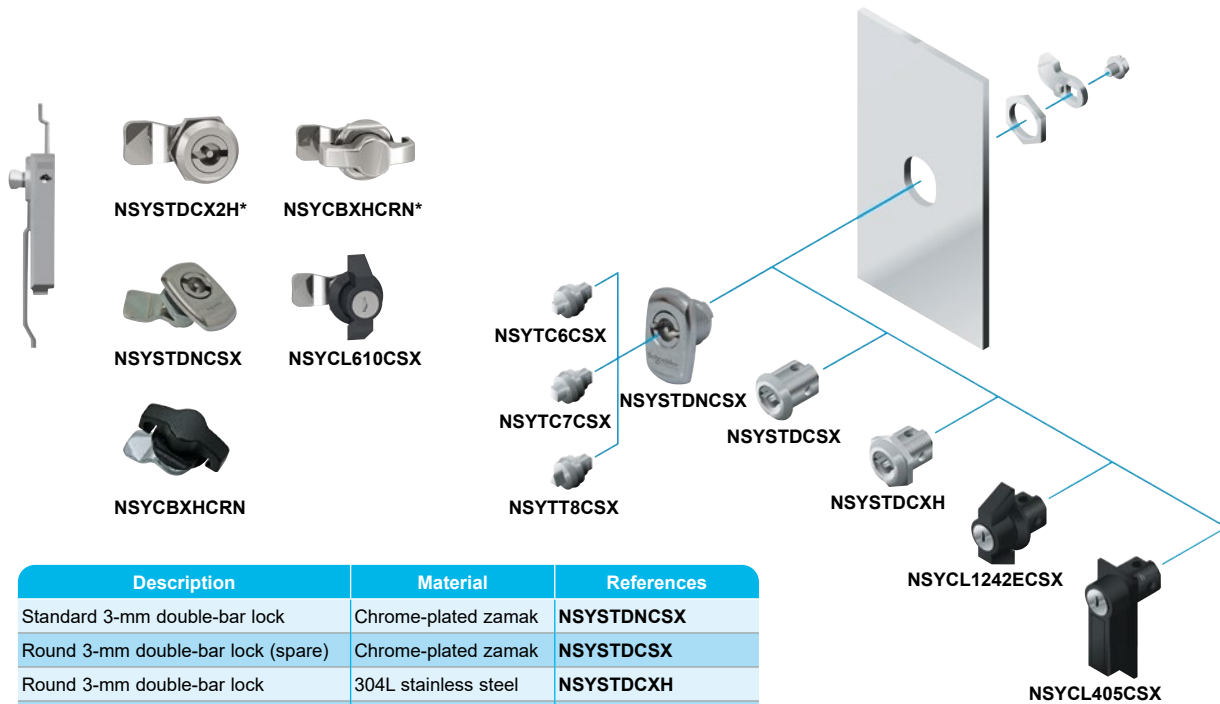 NSYSTDCX2H*
NSYCBXHCRN*
NSYSTDNCSX
NSYCL610CSX
NSYCBXHCRN
NSYTC6CSX
NSYTC7CSX
NSYTT8CSX
NSYSTDNCSX
NSYSTDCSX
NSYSTDCXH
NSYCL1242ECSX
NSYCL405CSX
Description Material References
Standard 3-mm double-bar lock Chrome-plated zamak NSYSTDNCSX
Round 3-mm double-bar lock (spare) Chrome-plated zamak NSYSTDCSX
Round 3-mm double-bar lock 304L stainless steel NSYSTDCXH